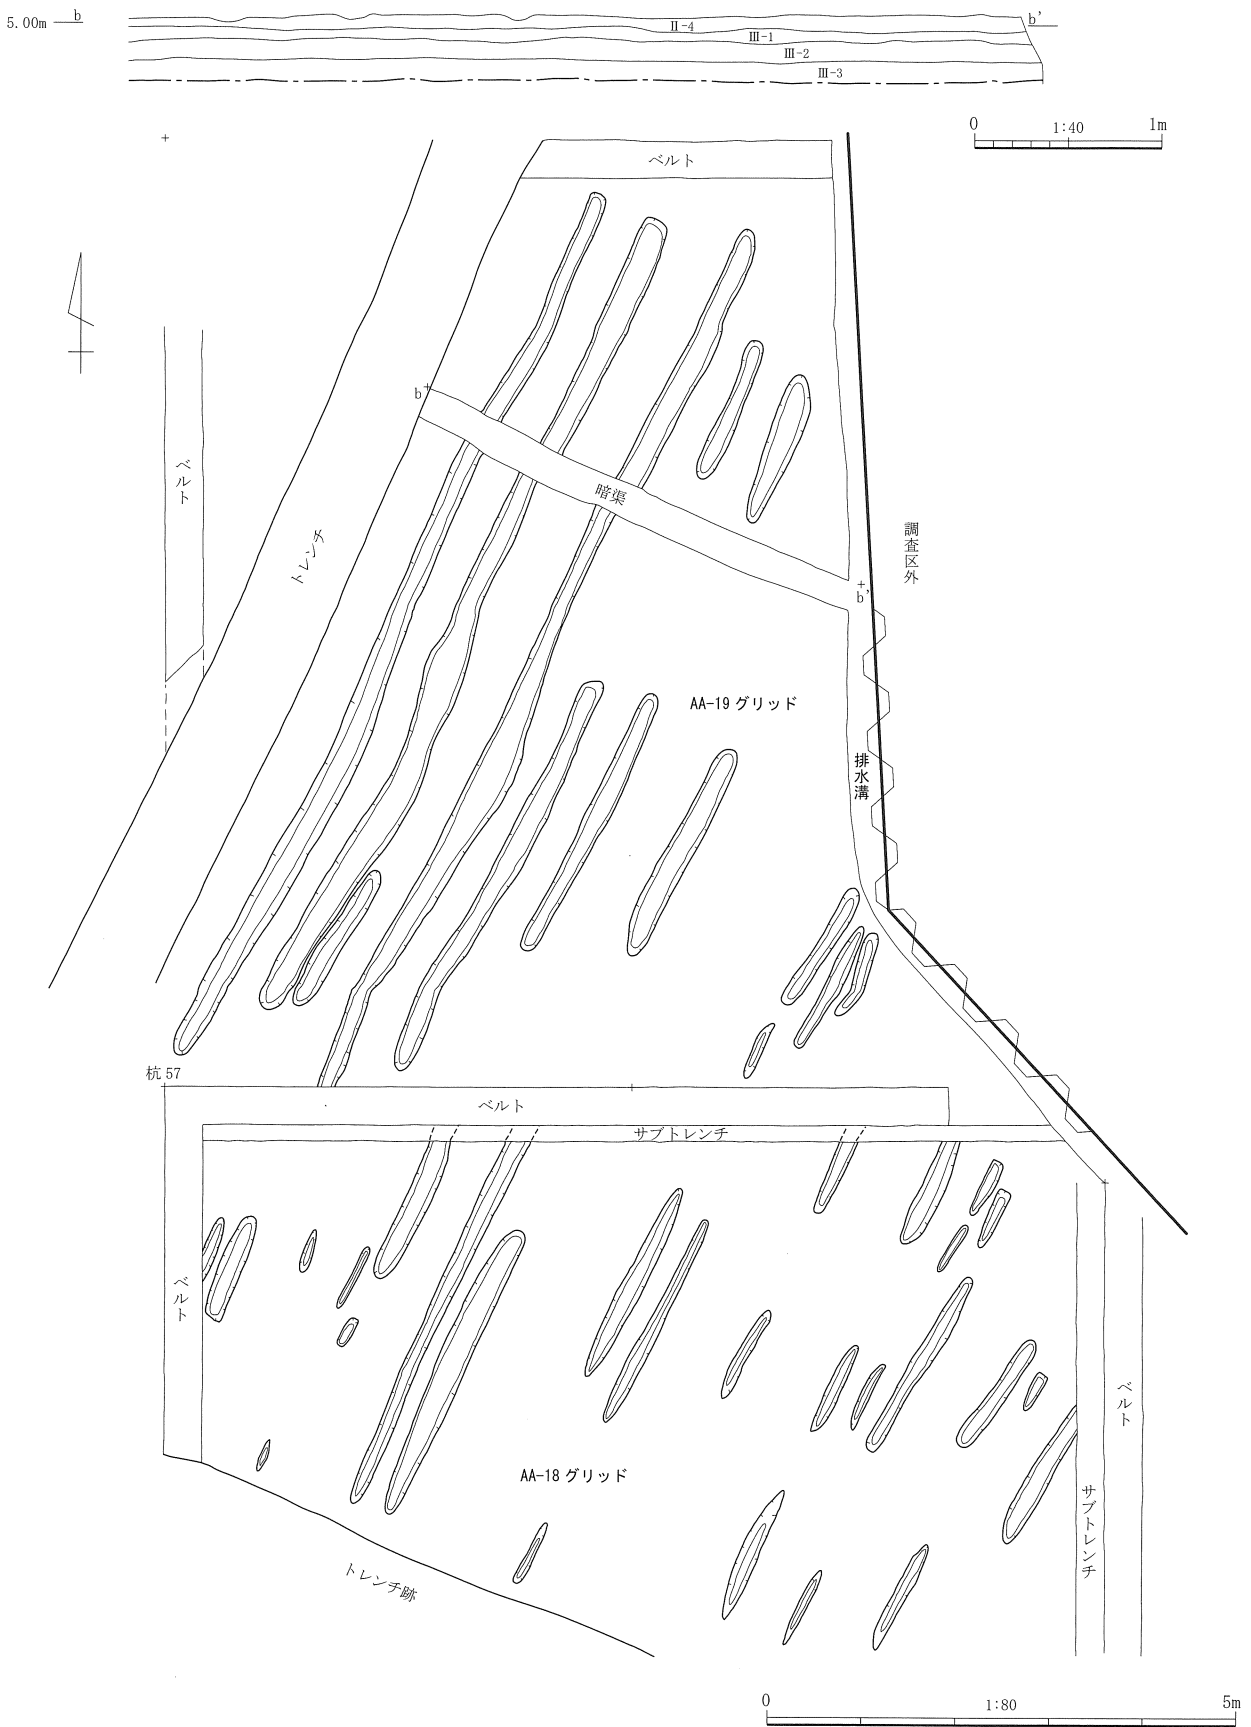 5.00m b
b'
Ⅱ-4
Ⅲ-1
Ⅲ-2
Ⅲ-3
0 1:40 1m
ベルト
b
ベルト
トレンチ
暗渠
調査区外
b'
AA-19 グリッド
排水溝
杭 57
ベルト
サブトレンチ
ベルト
ベルト
AA-18 グリッド
サブトレンチ
トレンチ跡
0 1:80 5m